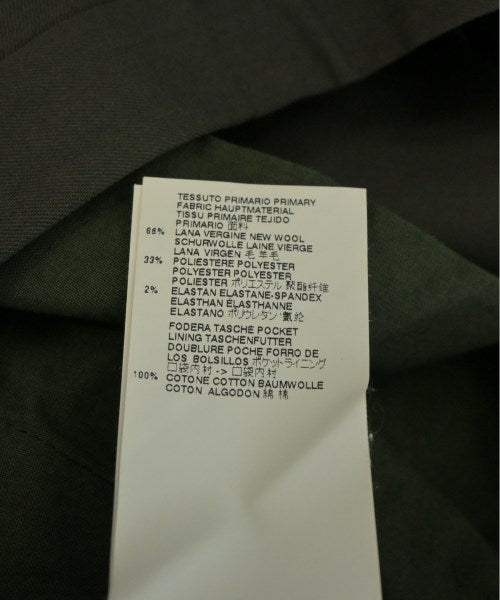 TESSUTO PRIMARIO PRIMARY
FABRIC HAUPTMATERIAL
TISSU PRIMAIRE TEJIDO
PRIMARIO 面料
66% LANA VERGINE NEW WOOL
SCHURWOLLE LAINE VIERGE
LANA VIRGEN 毛 羊毛
33% POLIESTERE POLYESTER
POLYESTER POLYESTER
POLIESTER ポリエステル 聚酯纤维
2% ELASTAN ELASTANE-SPANDEX
ELASTHAN ÉLASTHANNE
ELASTANO ポリウレタン 氨纶
FODERA TASCHE POCKET
LINING TASCHENFUTTER
DOUBLURE POCHE FORRO DE
LOS BOLSILLOS ポケットライニング
口袋内衬 -> 口袋内衬
100% COTONE COTTON BAUMWOLLE
COTON ALGODON 綿 棉